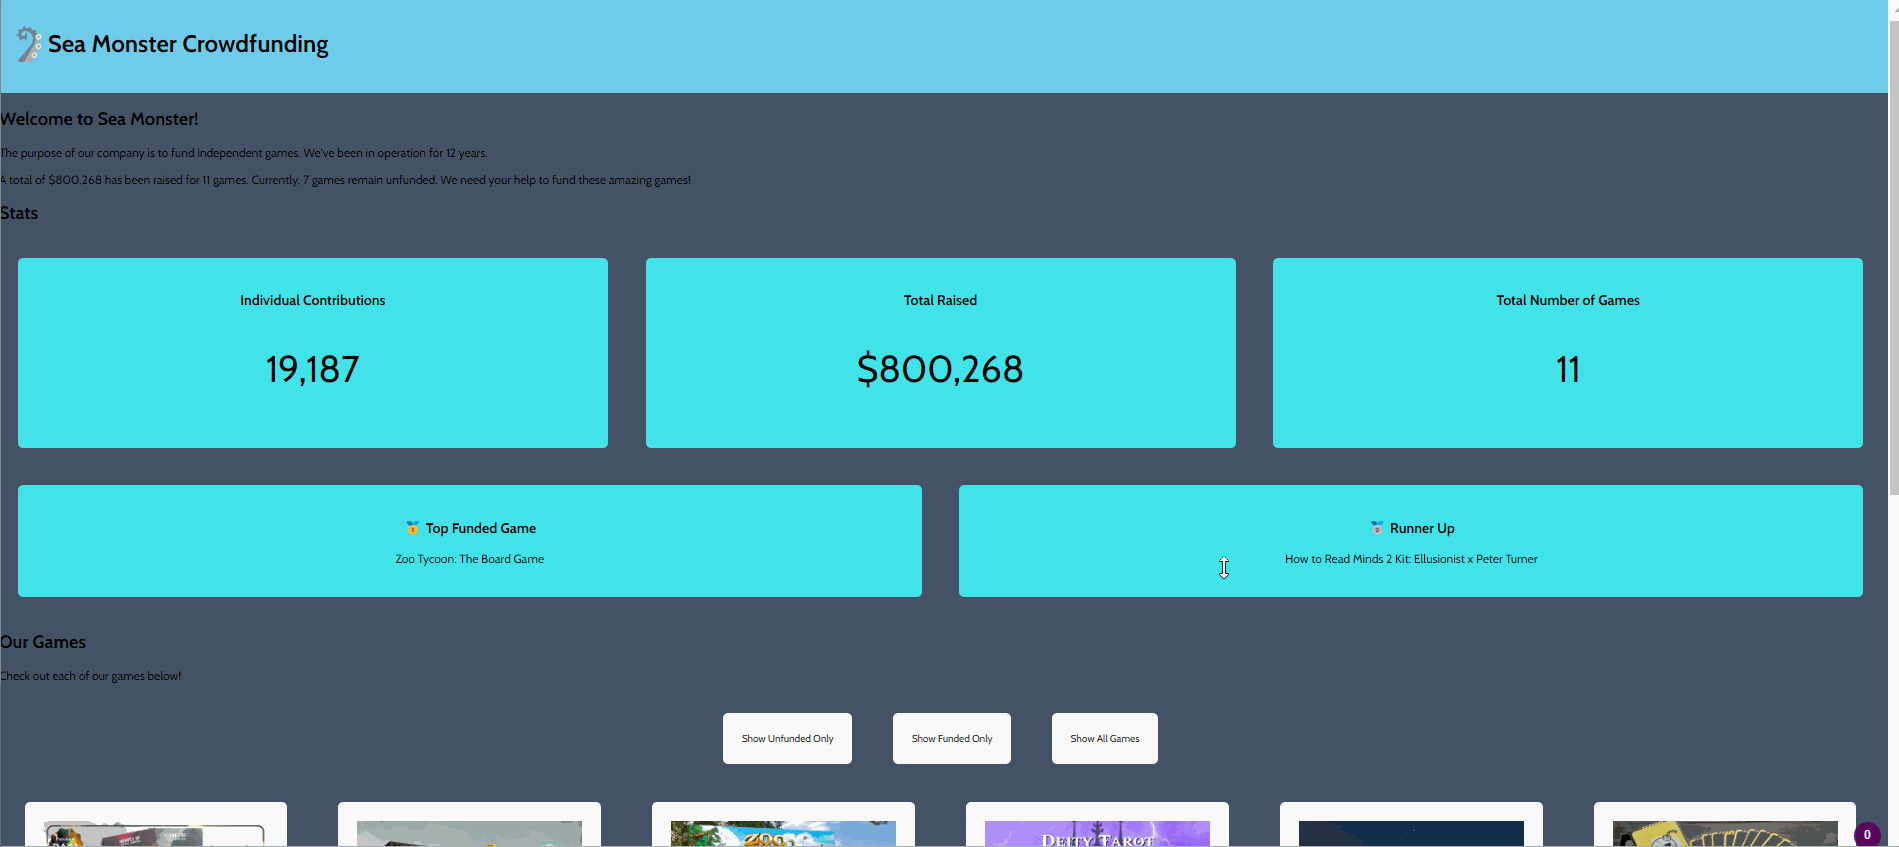 Sea Monster Crowdfunding
Welcome to Sea Monster!
The purpose of our company is to fund independent games. We've been in operation for 12 years.
A total of $800,268 has been raised for 11 games. Currently, 7 games remain unfunded. We need your help to fund these amazing games!
Stats
Individual Contributions
19,187
Total Raised
$800,268
Total Number of Games
11
Top Funded Game
Zoo Tycoon: The Board Game
Runner Up
How to Read Minds 2 Kit: Ellusionist x Peter Turner
Our Games
Check out each of our games below!
Show Unfunded Only
Show Funded Only
Show All Games
ZOO
DEITY TAROT
0